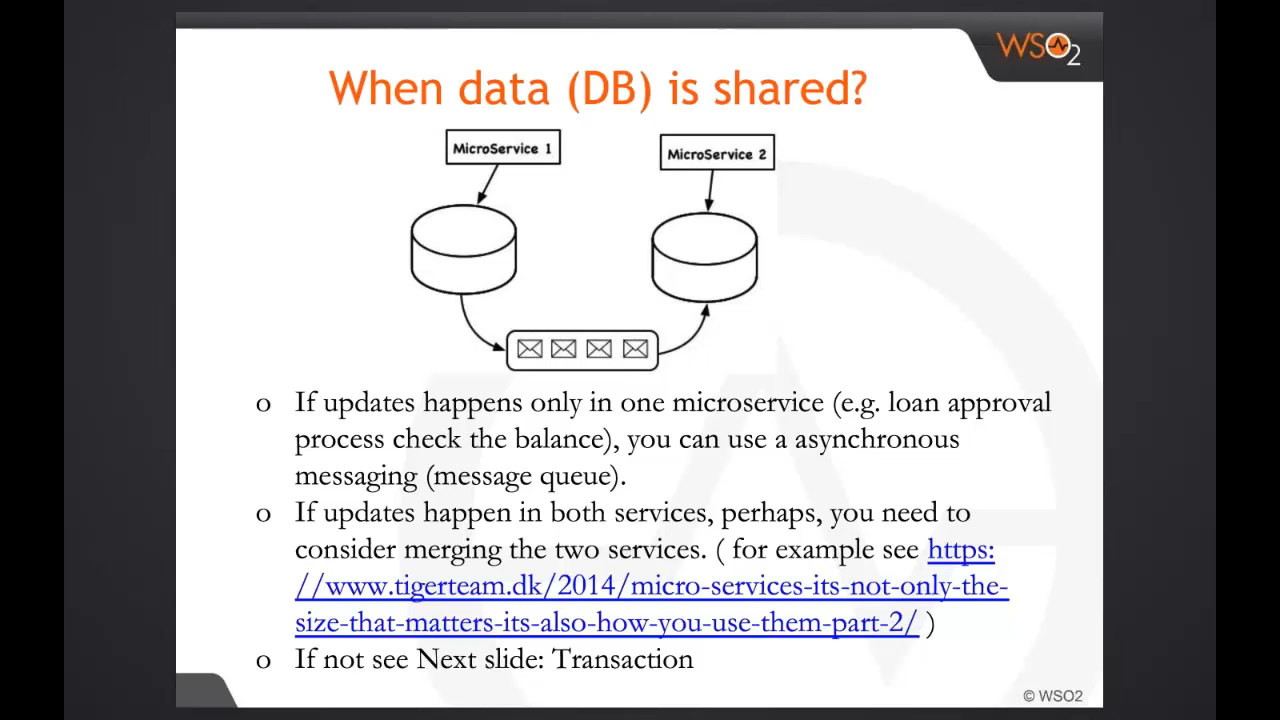 WSO2
When data (DB) is shared?
MicroService 1
MicroService 2
o If updates happens only in one microservice (e.g. loan approval
process check the balance), you can use a asynchronous
messaging (message queue).
o If updates happen in both services, perhaps, you need to
consider merging the two services. ( for example see https:
//www.tigerteam.dk/2014/micro-services-its-not-only-the-
size-that-matters-its-also-how-you-use-them-part-2/ )
o If not see Next slide: Transaction
© WSO2